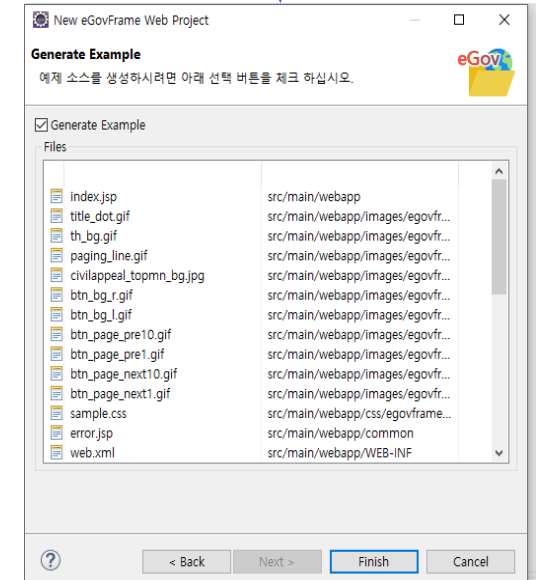 New eGovFrame Web Project
Generate Example
예제 소스를 생성하시려면 아래 선택 버튼을 체크 하십시오.
eGov
Generate Example
Files
index.jsp src/main/webapp
title_dot.gif src/main/webapp/images/egovfr...
th_bg.gif src/main/webapp/images/egovfr...
paging_line.gif src/main/webapp/images/egovfr...
civilappeal_topmn_bg.jpg src/main/webapp/images/egovfr...
btn_bg_r.gif src/main/webapp/images/egovfr...
btn_bg_l.gif src/main/webapp/images/egovfr...
btn_page_pre10.gif src/main/webapp/images/egovfr...
btn_page_pre1.gif src/main/webapp/images/egovfr...
btn_page_next10.gif src/main/webapp/images/egovfr...
btn_page_next1.gif src/main/webapp/images/egovfr...
sample.css src/main/webapp/css/egovframe...
error.jsp src/main/webapp/common
web.xml src/main/webapp/WEB-INF
? < Back Next > Finish Cancel